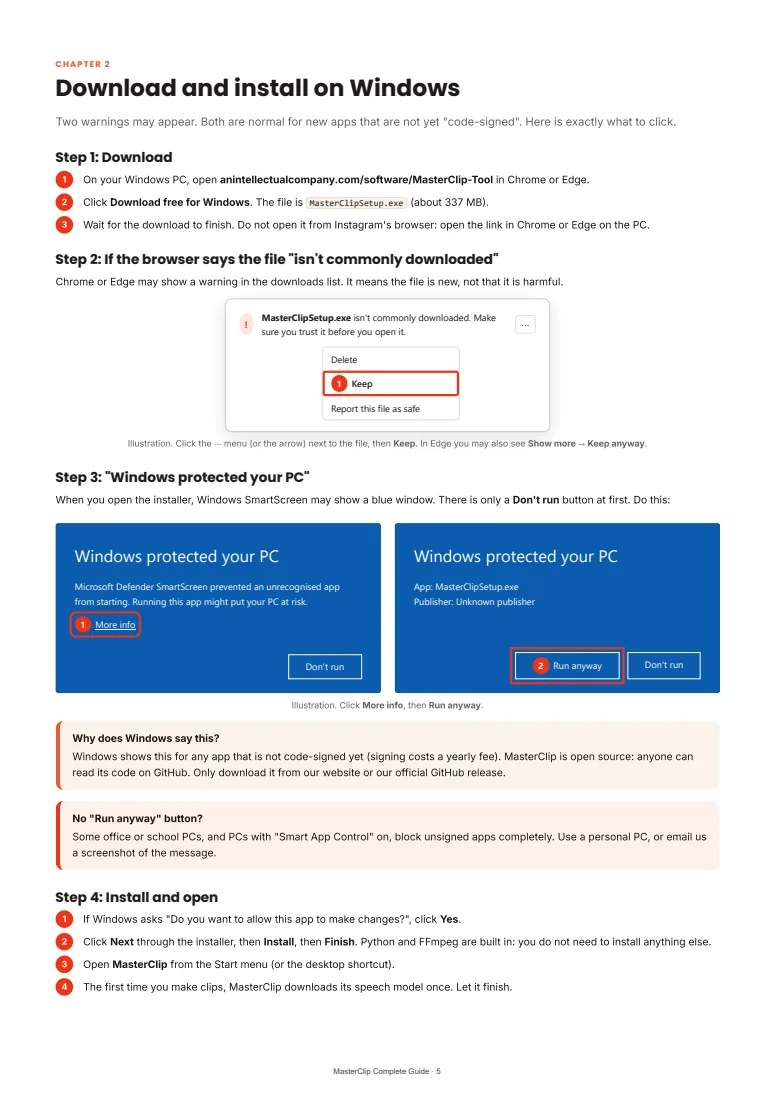 CHAPTER 2
Download and install on Windows
Two warnings may appear. Both are normal for new apps that are not yet "code-signed". Here is exactly what to click.
Step 1: Download
1 On your Windows PC, open anintellectualcompany.com/software/MasterClip-Tool in Chrome or Edge.
2 Click Download free for Windows. The file is MasterClipSetup.exe (about 337 MB).
3 Wait for the download to finish. Do not open it from Instagram's browser: open the link in Chrome or Edge on the PC.
Step 2: If the browser says the file "isn't commonly downloaded"
Chrome or Edge may show a warning in the downloads list. It means the file is new, not that it is harmful.
! MasterClipSetup.exe isn't commonly downloaded. Make
sure you trust it before you open it.
...
Delete
1 Keep
Report this file as safe
Illustration. Click the ··· menu (or the arrow) next to the file, then Keep. In Edge you may also see Show more → Keep anyway.
Step 3: "Windows protected your PC"
When you open the installer, Windows SmartScreen may show a blue window. There is only a Don't run button at first. Do this:
Windows protected your PC
Microsoft Defender SmartScreen prevented an unrecognised app
from starting. Running this app might put your PC at risk.
1 More info
Don't run
Windows protected your PC
App: MasterClipSetup.exe
Publisher: Unknown publisher
2 Run anyway
Don't run
Illustration. Click More info, then Run anyway.
Why does Windows say this?
Windows shows this for any app that is not code-signed yet (signing costs a yearly fee). MasterClip is open source: anyone can
read its code on GitHub. Only download it from our website or our official GitHub release.
No "Run anyway" button?
Some office or school PCs, and PCs with "Smart App Control" on, block unsigned apps completely. Use a personal PC, or email us
a screenshot of the message.
Step 4: Install and open
1 If Windows asks "Do you want to allow this app to make changes?", click Yes.
2 Click Next through the installer, then Install, then Finish. Python and FFmpeg are built in: you do not need to install anything else.
3 Open MasterClip from the Start menu (or the desktop shortcut).
4 The first time you make clips, MasterClip downloads its speech model once. Let it finish.
MasterClip Complete Guide · 5